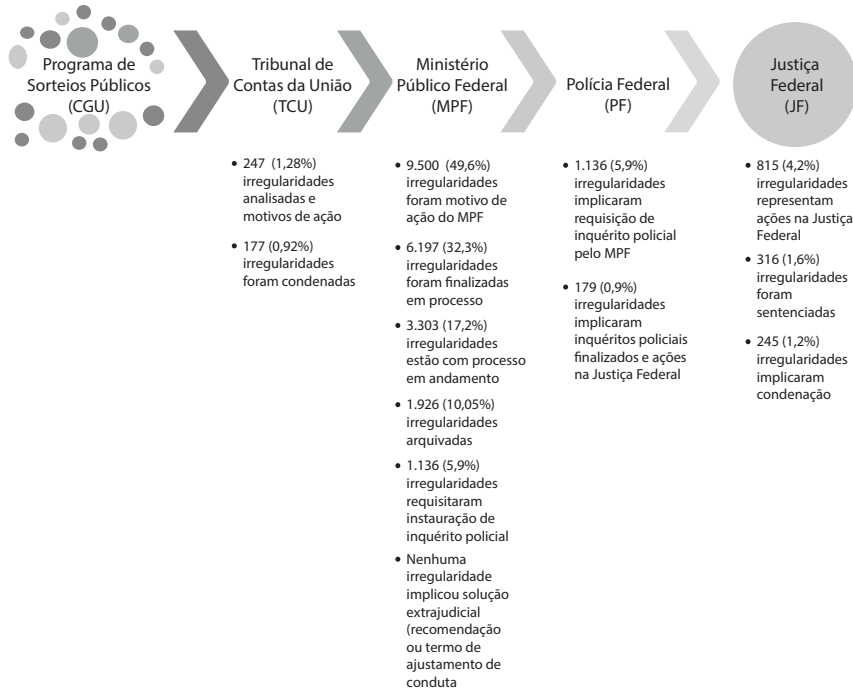 Programa de
Sorteios Públicos
(CGU)
Tribunal de
Contas da União
(TCU)
Ministério
Público Federal
(MPF)
Polícia Federal
(PF)
Justiça
Federal
(JF)
• 247 (1,28%)
irregularidades
analisadas e
motivos de ação
• 177 (0,92%)
irregularidades
foram condenadas
• 9.500 (49,6%)
irregularidades
foram motivo de
ação do MPF
• 6.197 (32,3%)
irregularidades
foram finalizadas
em processo
• 3.303 (17,2%)
irregularidades
estão com processo
em andamento
• 1.926 (10,05%)
irregularidades
arquivadas
• 1.136 (5,9%)
irregularidades
requisitaram
instauração de
inquérito policial
• Nenhuma
irregularidade
implicou solução
extrajudicial
(recomendação
ou termo de
ajustamento de
conduta
• 1.136 (5,9%)
irregularidades
implicaram
requisição de
inquérito policial
pelo MPF
• 179 (0,9%)
irregularidades
implicaram
inquéritos policiais
finalizados e ações
na Justiça Federal
• 815 (4,2%)
irregularidades
representam
ações na Justiça
Federal
• 316 (1,6%)
irregularidades
foram
sentenciadas
• 245 (1,2%)
irregularidades
implicaram
condenação